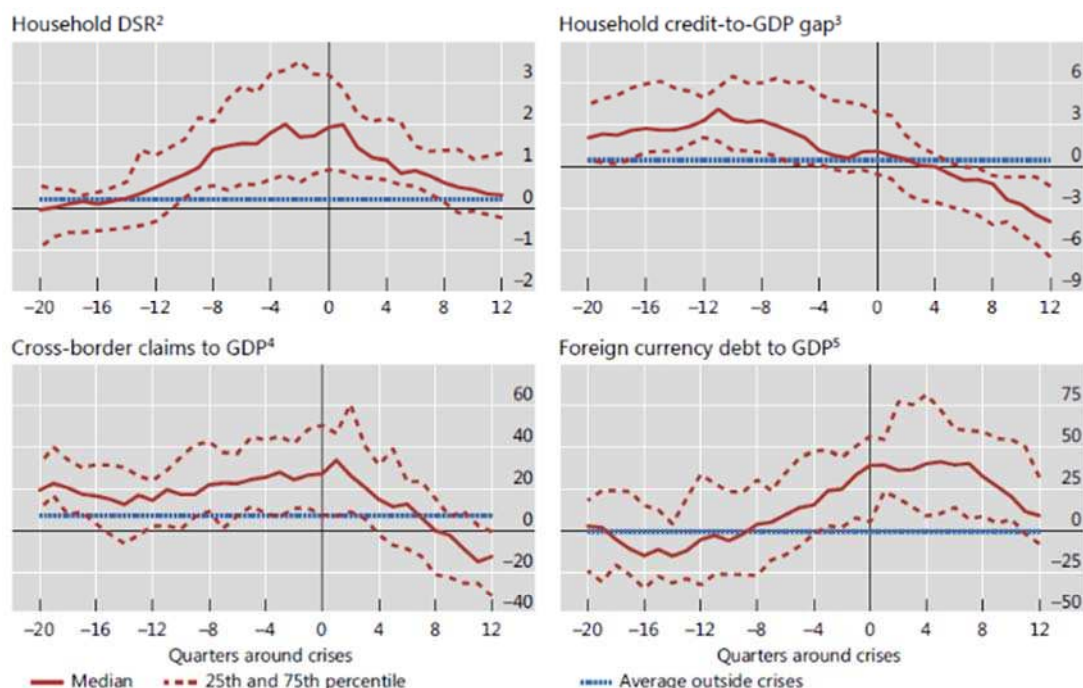 Household DSR²
Household credit-to-GDP gap³
3
2
1
0
–1
–2
6
3
0
–3
–6
–9
–20 –16 –12 –8 –4 0 4 8 12
–20 –16 –12 –8 –4 0 4 8 12
Cross-border claims to GDP⁴
Foreign currency debt to GDP⁵
60
40
20
0
–20
–40
75
50
25
0
–25
–50
–20 –16 –12 –8 –4 0 4 8 12
–20 –16 –12 –8 –4 0 4 8 12
Quarters around crises
Quarters around crises
Median
25th and 75th percentile
Average outside crises